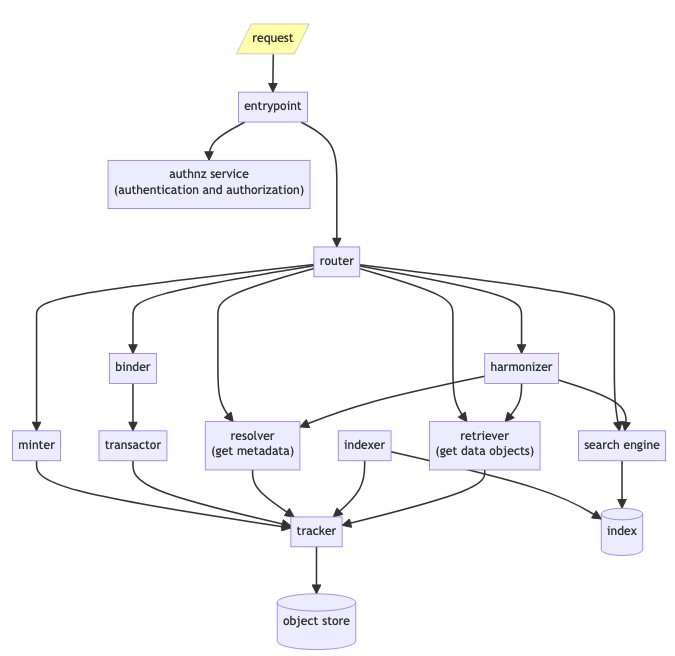 request
entrypoint
authnz service
(authentication and authorization)
router
binder
harmonizer
minter
transactor
resolver
(get metadata)
indexer
retriever
(get data objects)
search engine
tracker
index
object store